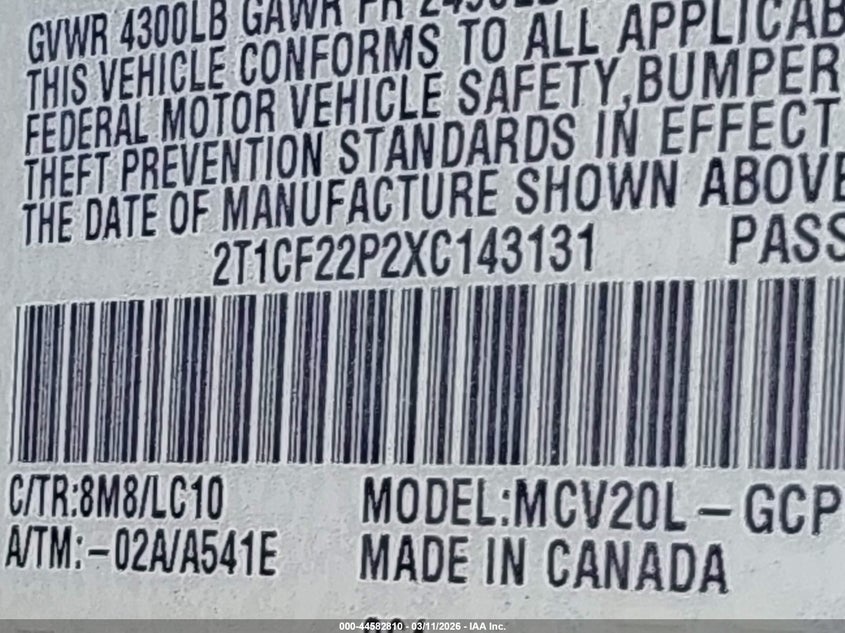 GVWR 4300LB GAWR FR
THIS VEHICLE CONFORMS TO ALL
FEDERAL MOTOR VEHICLE SAFETY,BUMPER
THEFT PREVENTION STANDARDS IN EFFECT
THE DATE OF MANUFACTURE SHOWN ABOVE
2T1CF22P2XC143131 PASS
C/TR:8M8/LC10 MODEL:MCV20L-GCP
A/TM:-02A/A541E MADE IN CANADA
000-44582810 - 03/11/2026 - IAA Inc.